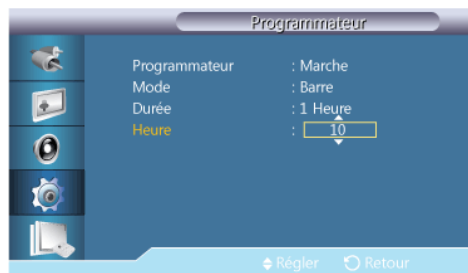 Programmateur
Programmateur : Marche
Mode : Barre
Durée : 1 Heure
Heure : 10
Régler Retour